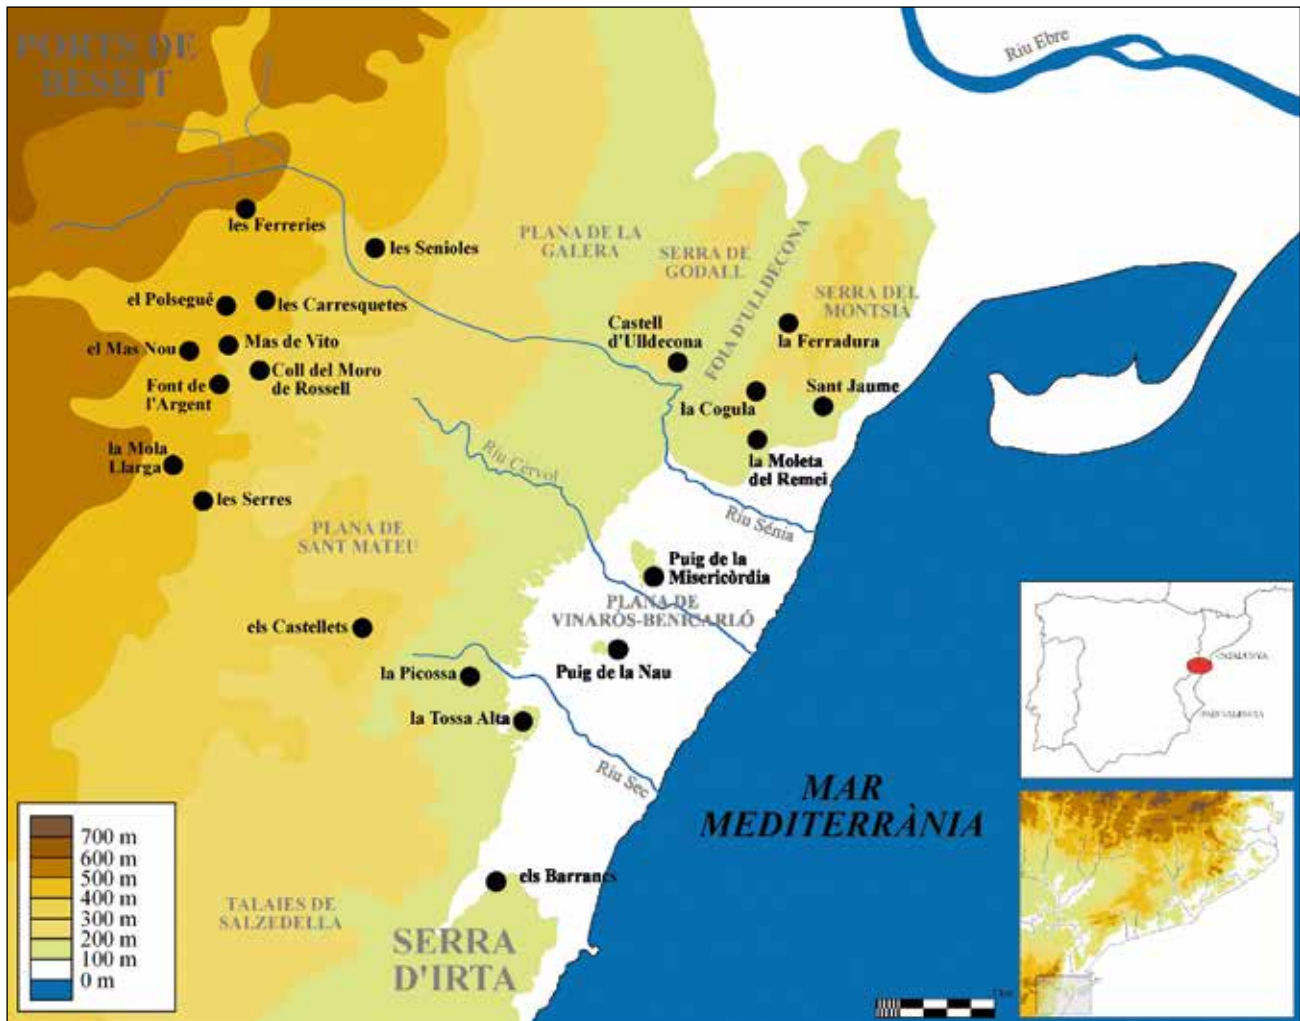 PORTS DE
BESEIT
Riu Ebre
les Ferreries
les Senioles
PLANA DE LA
GALERA
SERRA DE
GODALL
FOIA D'ULLDECONA
SERRA DEL
MONTSIÀ
el Polsegué
les Carresquetes
Castell
d'Ulldecona
la Ferradura
el Mas Nou
Mas de Vito
Coll del Moro
de Rossell
Font de
l'Argent
Sant Jaume
la Cogula
la Mola
Llarga
Riu Cérvol
la Moleta
del Remei
les Serres
Riu Sénia
PLANA DE
SANT MATEU
Puig de la
Misericòrdia
PLANA DE
VINARÒS-BENICARLÓ
els Castellets
Puig de la Nau
la Picossa
la Tossa Alta
Riu Sec
MAR
MEDITERRÀNIA
CATALUNYA
PAÍS VALENCIÀ
els Barrancs
TALAIES DE
SALZEDELLA
SERRA
D'IRTA
700 m
600 m
500 m
400 m
300 m
200 m
100 m
0 m